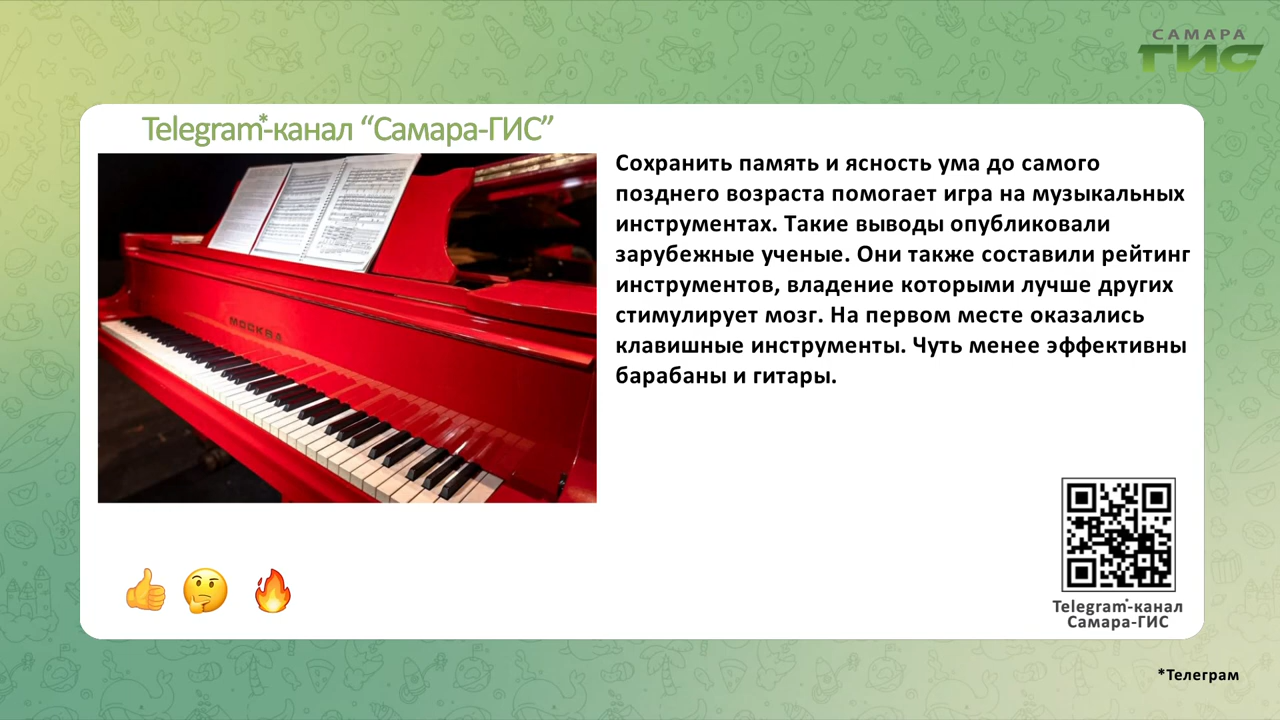 САМАРА
ГИС
Telegram*-канал “Самара-ГИС”
МОСКВА
Сохранить память и ясность ума до самого
позднего возраста помогает игра на музыкальных
инструментах. Такие выводы опубликовали
зарубежные ученые. Они также составили рейтинг
инструментов, владение которыми лучше других
стимулирует мозг. На первом месте оказались
клавишные инструменты. Чуть менее эффективны
барабаны и гитары.
Telegram*-канал
Самара-ГИС
*Телеграм